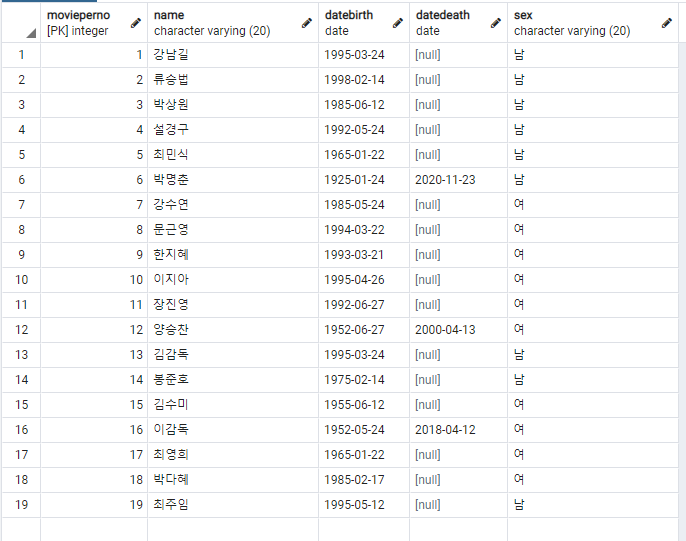 movieperno name datebirth datedeath sex
[PK] integer character varying (20) date date character varying (20)
1 1 강남길 1995-03-24 [null] 남
2 2 류승법 1998-02-14 [null] 남
3 3 박상원 1985-06-12 [null] 남
4 4 설경구 1992-05-24 [null] 남
5 5 최민식 1965-01-22 [null] 남
6 6 박명춘 1925-01-24 2020-11-23 남
7 7 강수연 1985-05-24 [null] 여
8 8 문근영 1994-03-22 [null] 여
9 9 한지혜 1993-03-21 [null] 여
10 10 이지아 1995-04-26 [null] 여
11 11 장진영 1992-06-27 [null] 여
12 12 양승찬 1952-06-27 2000-04-13 여
13 13 김감독 1995-03-24 [null] 남
14 14 봉준호 1975-02-14 [null] 남
15 15 김수미 1955-06-12 [null] 여
16 16 이감독 1952-05-24 2018-04-12 여
17 17 최영희 1965-01-22 [null] 여
18 18 박다혜 1985-02-17 [null] 여
19 19 최주임 1995-05-12 [null] 남